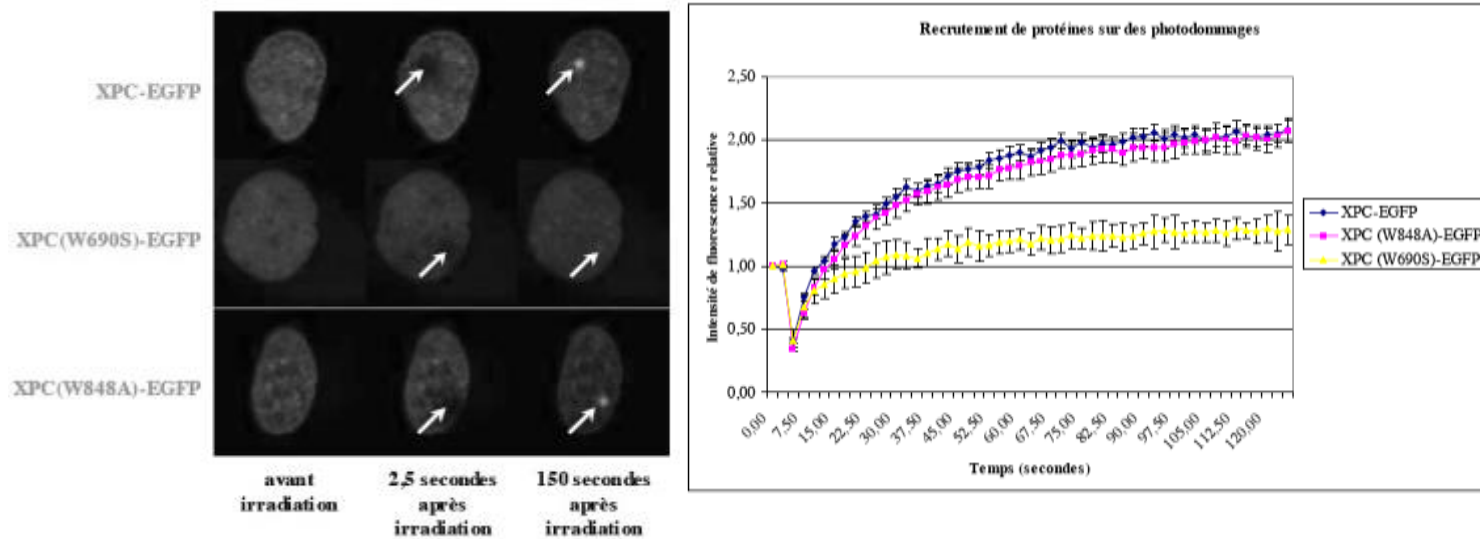 XPC-EGFP
XPC(W690S)-EGFP
XPC(W848A)-EGFP
avant
irradiation
2,5 secondes
après
irradiation
150 secondes
après
irradiation
Recrutement de protéines sur des photodommages
Intensité de fluorescence relative
2,50
2,00
1,50
1,00
0,50
0,00
0,00
7,50
15,00
22,50
30,00
37,50
45,00
52,50
60,00
67,50
75,00
82,50
90,00
97,50
105,00
112,50
120,00
Temps (secondes)
XPC-EGFP
XPC (W848A)-EGFP
XPC (W690S)-EGFP